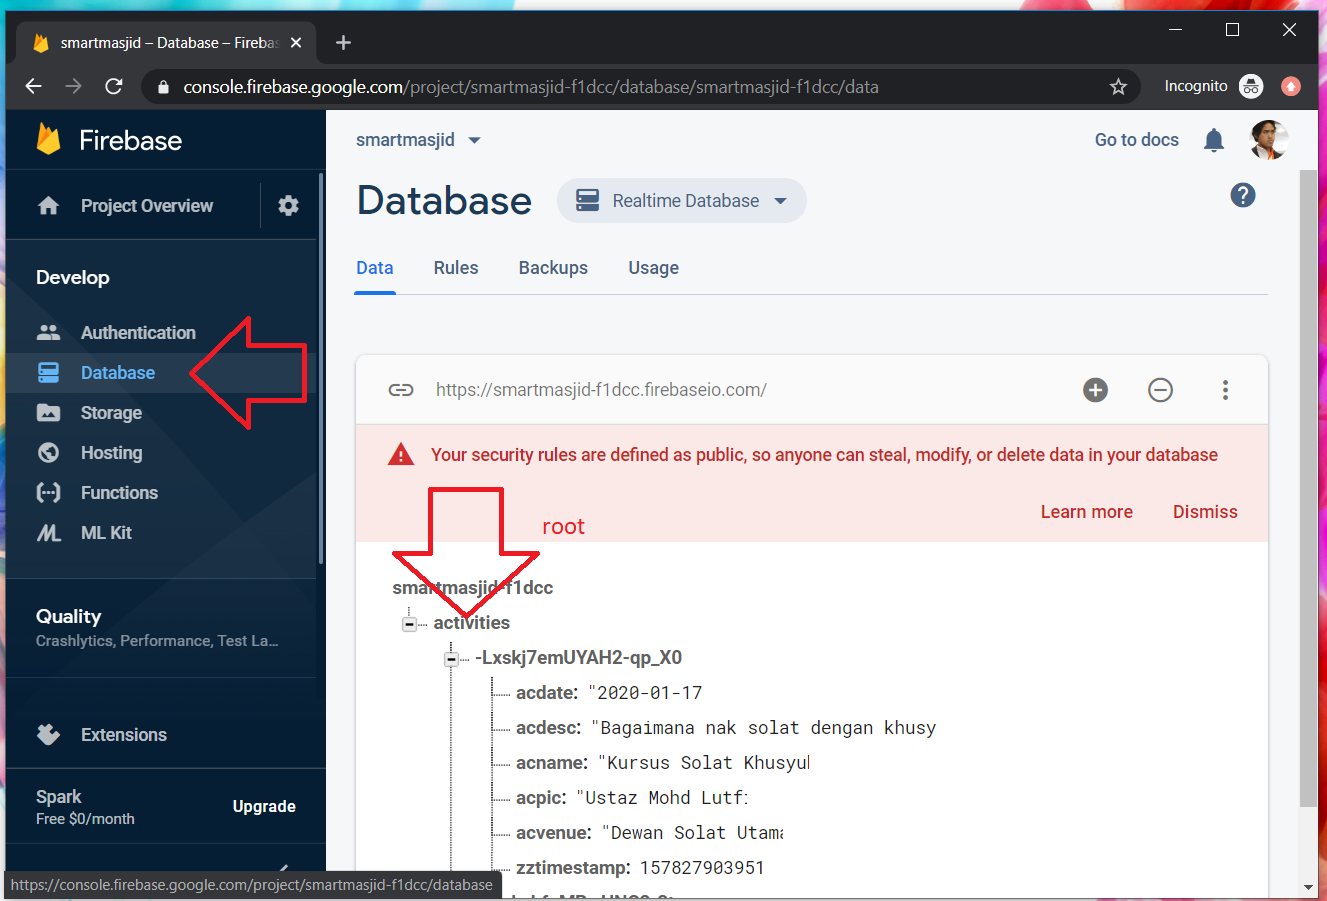 smartmasjid – Database – Fireba
console.firebase.google.com/project/smartmasjid-f1dcc/database/smartmasjid-f1dcc/data
Incognito
Firebase
smartmasjid
Go to docs
Project Overview
Database
Realtime Database
?
Develop
Data Rules Backups Usage
Authentication
Database
Storage
Hosting
Functions
ML Kit
https://smartmasjid-f1dcc.firebaseio.com/
Your security rules are defined as public, so anyone can steal, modify, or delete data in your database
Learn more Dismiss
root
Quality
Crashlytics, Performance, Test La...
Extensions
Spark
Free $0/month
Upgrade
smartmasjid-f1dcc
activities
-Lxskj7emUYAH2-qp_X0
acdate: "2020-01-17
acdesc: "Bagaimana nak solat dengan khusy
acname: "Kursus Solat Khusyu
acpic: "Ustaz Mohd Lutf
acvenue: "Dewan Solat Utama
zztimestamp: 157827903951
https://console.firebase.google.com/project/smartmasjid-f1dcc/database